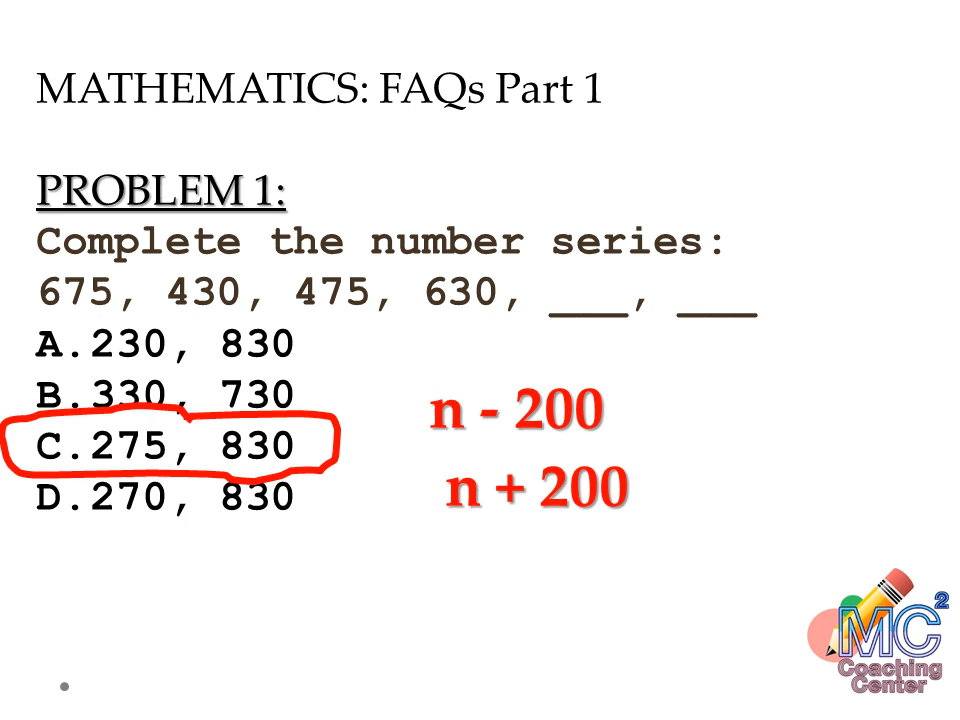 MATHEMATICS: FAQs Part 1
PROBLEM 1:
Complete the number series:
675, 430, 475, 630, ___, ___
A.230, 830
B.330, 730
C.275, 830
D.270, 830
n - 200
n + 200
MC2
Coaching
Center